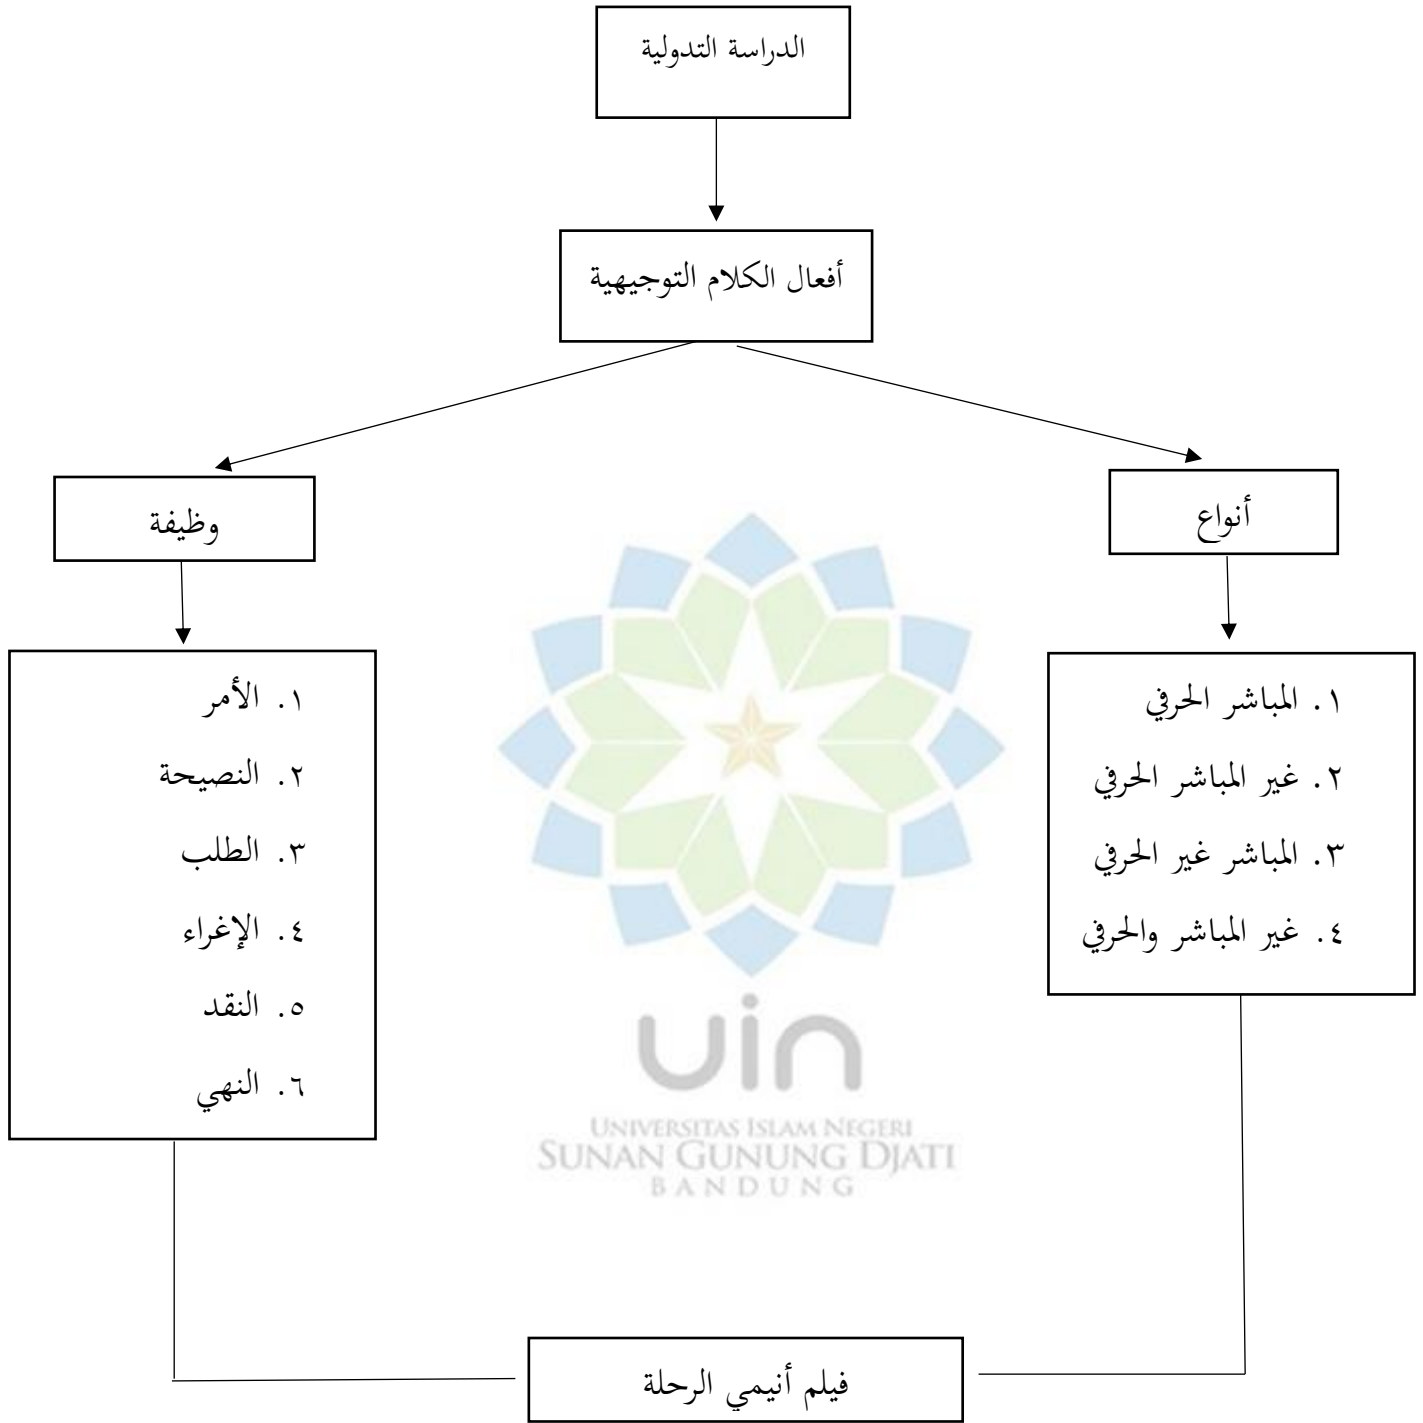 الدراسة التدولية
أفعال الكلام التوجيهية
أنواع
وظيفة
١. المباشر الحرفي
٢. غير المباشر الحرفي
٣. المباشر غير الحرفي
٤. غير المباشر والحرفي
١. الأمر
٢. النصيحة
٣. الطلب
٤. الإغراء
٥. النقد
٦. النهي
uin
UNIVERSITAS ISLAM NEGERI
SUNAN GUNUNG DJATI
BANDUNG
فيلم أنيمي الرحلة